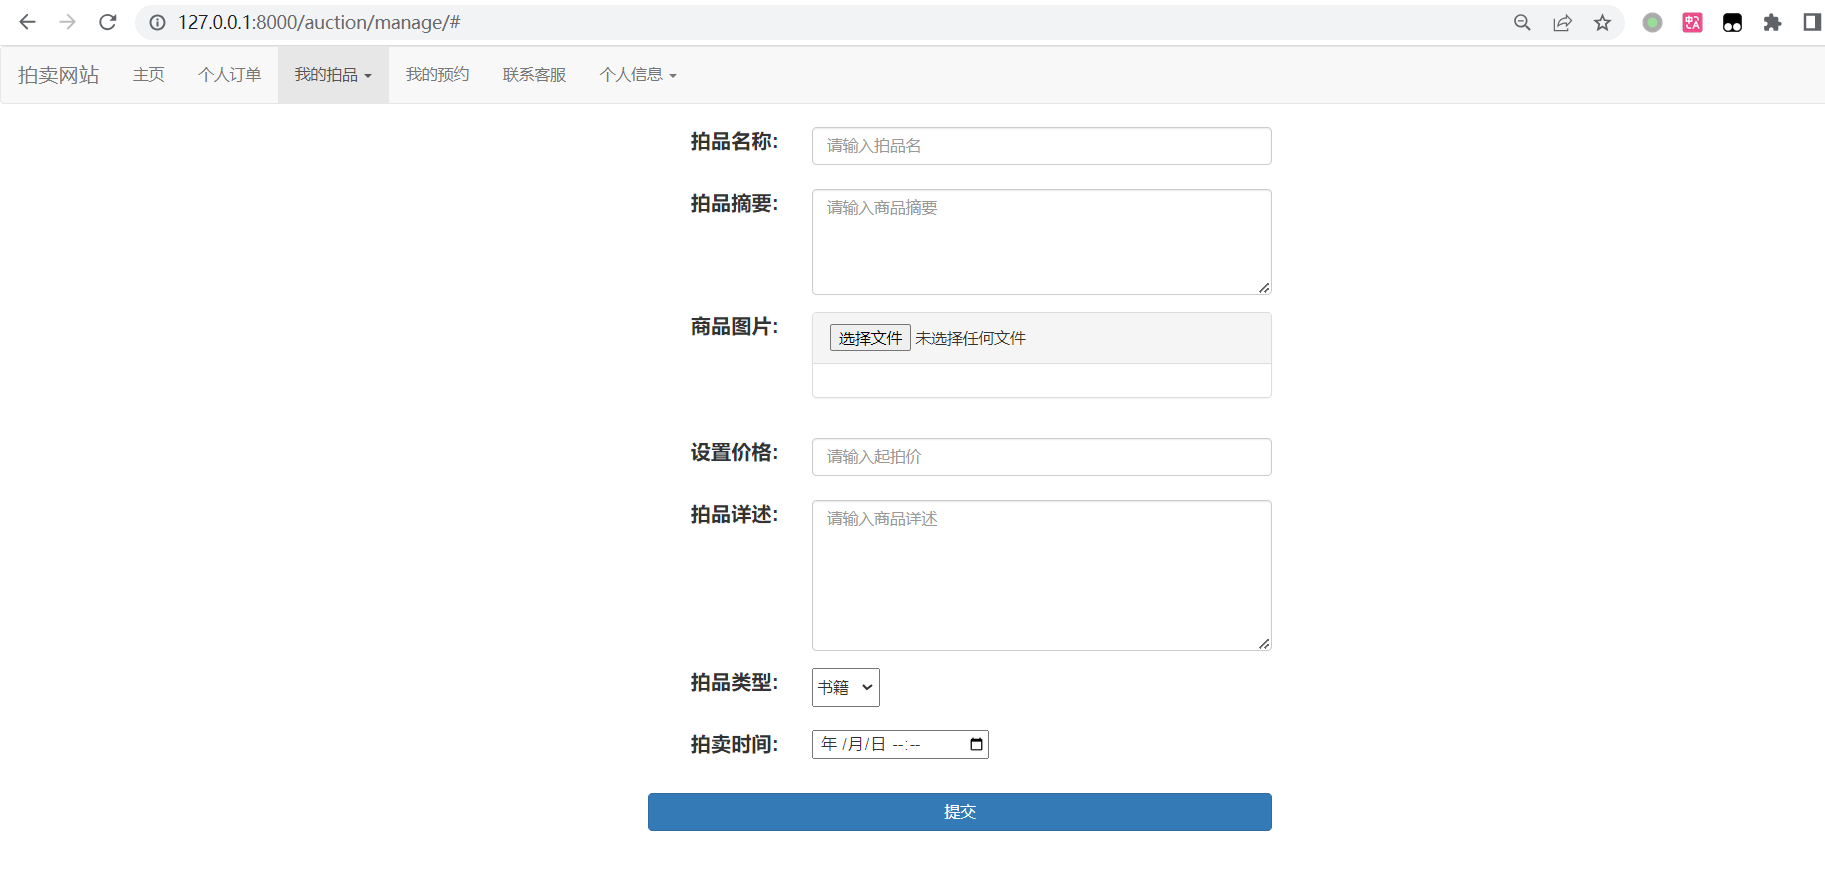 127.0.0.1:8000/auction/manage/#
拍卖网站 主页 个人订单 我的拍品 我的预约 联系客服 个人信息
拍品名称: 请输入拍品名
拍品摘要: 请输入商品摘要
商品图片: 选择文件 未选择任何文件
设置价格: 请输入起拍价
拍品详述: 请输入商品详述
拍品类型: 书籍
拍卖时间: 年 /月/日 --:--
提交